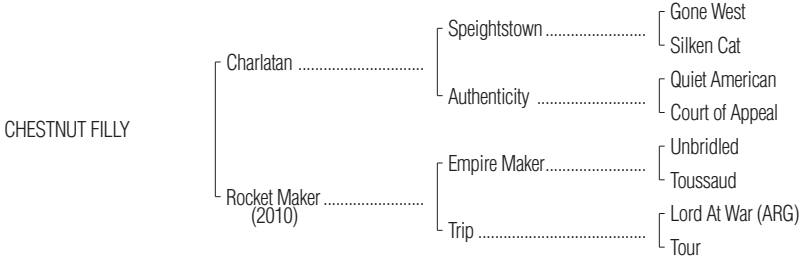 Gone West
Speightstown ........................
Silken Cat
Charlatan ..............................
Quiet American
Authenticity ..........................
Court of Appeal
CHESTNUT FILLY
Unbridled
Empire Maker........................
Toussaud
Rocket Maker ........................
(2010)
Lord At War (ARG)
Trip ........................................
Tour